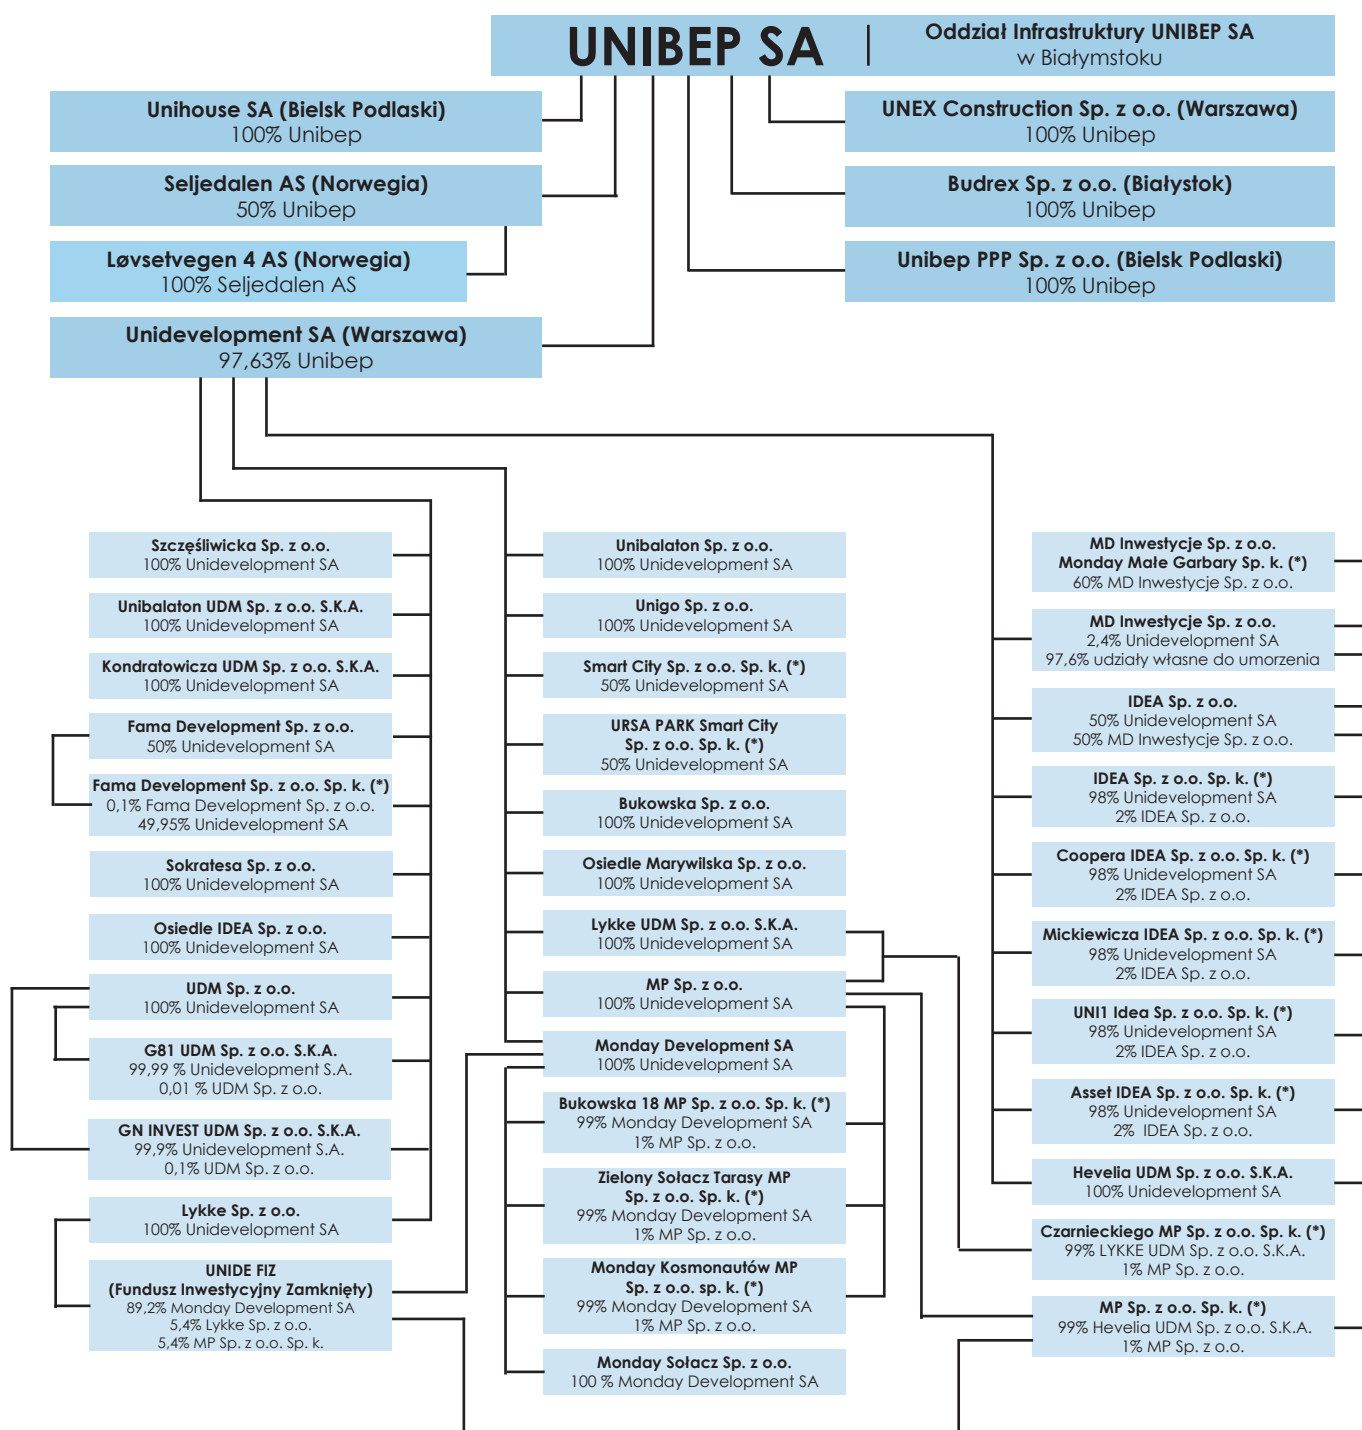 UNIBEP SA
Oddział Infrastruktury UNIBEP SA
w Białymstoku
Unihouse SA (Bielsk Podlaski)
100% Unibep
Seljedalen AS (Norwegia)
50% Unibep
Løvsetvegen 4 AS (Norwegia)
100% Seljedalen AS
Unidevelopment SA (Warszawa)
97,63% Unibep
UNEX Construction Sp. z o.o. (Warszawa)
100% Unibep
Budrex Sp. z o.o. (Białystok)
100% Unibep
Unibep PPP Sp. z o.o. (Bielsk Podlaski)
100% Unibep
Szczęśliwicka Sp. z o.o.
100% Unidevelopment SA
Unibalaton UDM Sp. z o.o. S.K.A.
100% Unidevelopment SA
Kondratowicza UDM Sp. z o.o. S.K.A.
100% Unidevelopment SA
Fama Development Sp. z o.o.
50% Unidevelopment SA
Fama Development Sp. z o.o. Sp. k. (*)
0,1% Fama Development Sp. z o.o.
49,95% Unidevelopment SA
Sokratesa Sp. z o.o.
100% Unidevelopment SA
Osiedle IDEA Sp. z o.o.
100% Unidevelopment SA
UDM Sp. z o.o.
100% Unidevelopment SA
G81 UDM Sp. z o.o. S.K.A.
99,99 % Unidevelopment S.A.
0,01 % UDM Sp. z o.o.
GN INVEST UDM Sp. z o.o. S.K.A.
99,9% Unidevelopment S.A.
0,1% UDM Sp. z o.o.
Lykke Sp. z o.o.
100% Unidevelopment SA
UNIDE FIZ
(Fundusz Inwestycyjny Zamknięty)
89,2% Monday Development SA
5,4% Lykke Sp. z o.o.
5,4% MP Sp. z o.o. Sp. k.
Unibalaton Sp. z o.o.
100% Unidevelopment SA
Unigo Sp. z o.o.
100% Unidevelopment SA
Smart City Sp. z o.o. Sp. k. (*)
50% Unidevelopment SA
URSA PARK Smart City
Sp. z o.o. Sp. k. (*)
50% Unidevelopment SA
Bukowska Sp. z o.o.
100% Unidevelopment SA
Osiedle Marywilska Sp. z o.o.
100% Unidevelopment SA
Lykke UDM Sp. z o.o. S.K.A.
100% Unidevelopment SA
MP Sp. z o.o.
100% Unidevelopment SA
Monday Development SA
100% Unidevelopment SA
Bukowska 18 MP Sp. z o.o. Sp. k. (*)
99% Monday Development SA
1% MP Sp. z o.o.
Zielony Sołacz Tarasy MP
Sp. z o.o. Sp. k. (*)
99% Monday Development SA
1% MP Sp. z o.o.
Monday Kosmonautów MP
Sp. z o.o. sp. k. (*)
99% Monday Development SA
1% MP Sp. z o.o.
Monday Sołacz Sp. z o.o.
100 % Monday Development SA
MD Inwestycje Sp. z o.o.
Monday Małe Garbary Sp. k. (*)
60% MD Inwestycje Sp. z o.o.
MD Inwestycje Sp. z o.o.
2,4% Unidevelopment SA
97,6% udziały własne do umorzenia
IDEA Sp. z o.o.
50% Unidevelopment SA
50% MD Inwestycje Sp. z o.o.
IDEA Sp. z o.o. Sp. k. (*)
98% Unidevelopment SA
2% IDEA Sp. z o.o.
Coopera IDEA Sp. z o.o. Sp. k. (*)
98% Unidevelopment SA
2% IDEA Sp. z o.o.
Mickiewicza IDEA Sp. z o.o. Sp. k. (*)
98% Unidevelopment SA
2% IDEA Sp. z o.o.
UNI1 Idea Sp. z o.o. Sp. k. (*)
98% Unidevelopment SA
2% IDEA Sp. z o.o.
Asset IDEA Sp. z o.o. Sp. k. (*)
98% Unidevelopment SA
2% IDEA Sp. z o.o.
Hevelia UDM Sp. z o.o. S.K.A.
100% Unidevelopment SA
Czarnieckiego MP Sp. z o.o. Sp. k. (*)
99% LYKKE UDM Sp. z o.o. S.K.A.
1% MP Sp. z o.o.
MP Sp. z o.o. Sp. k. (*)
99% Hevelia UDM Sp. z o.o. S.K.A.
1% MP Sp. z o.o.